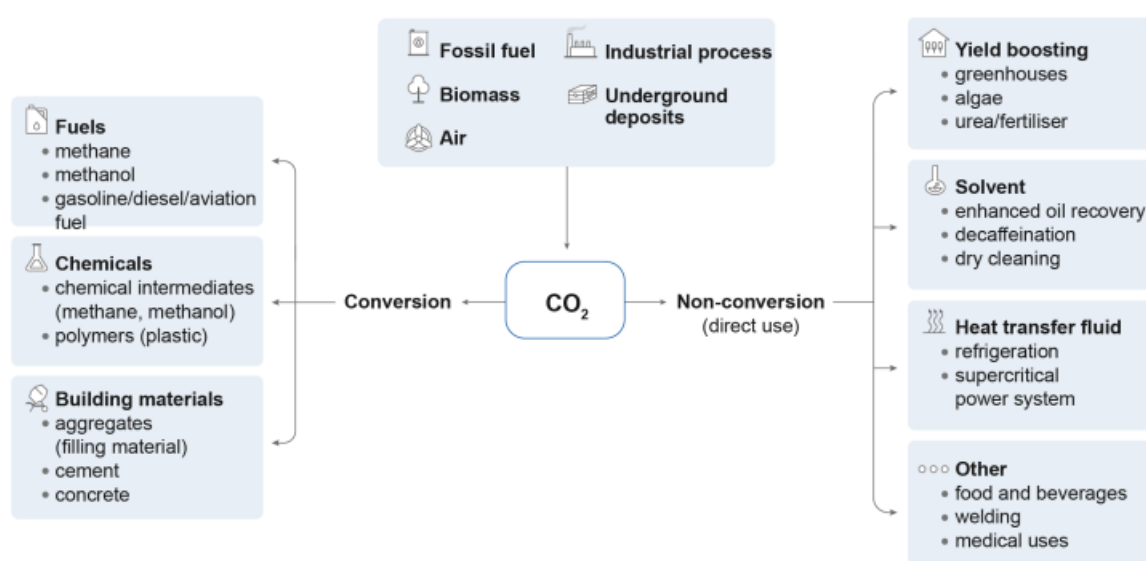 Fossil fuel
Industrial process
Biomass
Underground
deposits
Air
Fuels
• methane
• methanol
• gasoline/diesel/aviation
fuel
Chemicals
• chemical intermediates
(methane, methanol)
• polymers (plastic)
Building materials
• aggregates
(filling material)
• cement
• concrete
Conversion
CO₂
Non-conversion
(direct use)
Yield boosting
• greenhouses
• algae
• urea/fertiliser
Solvent
• enhanced oil recovery
• decaffeination
• dry cleaning
Heat transfer fluid
• refrigeration
• supercritical
power system
Other
• food and beverages
• welding
• medical uses